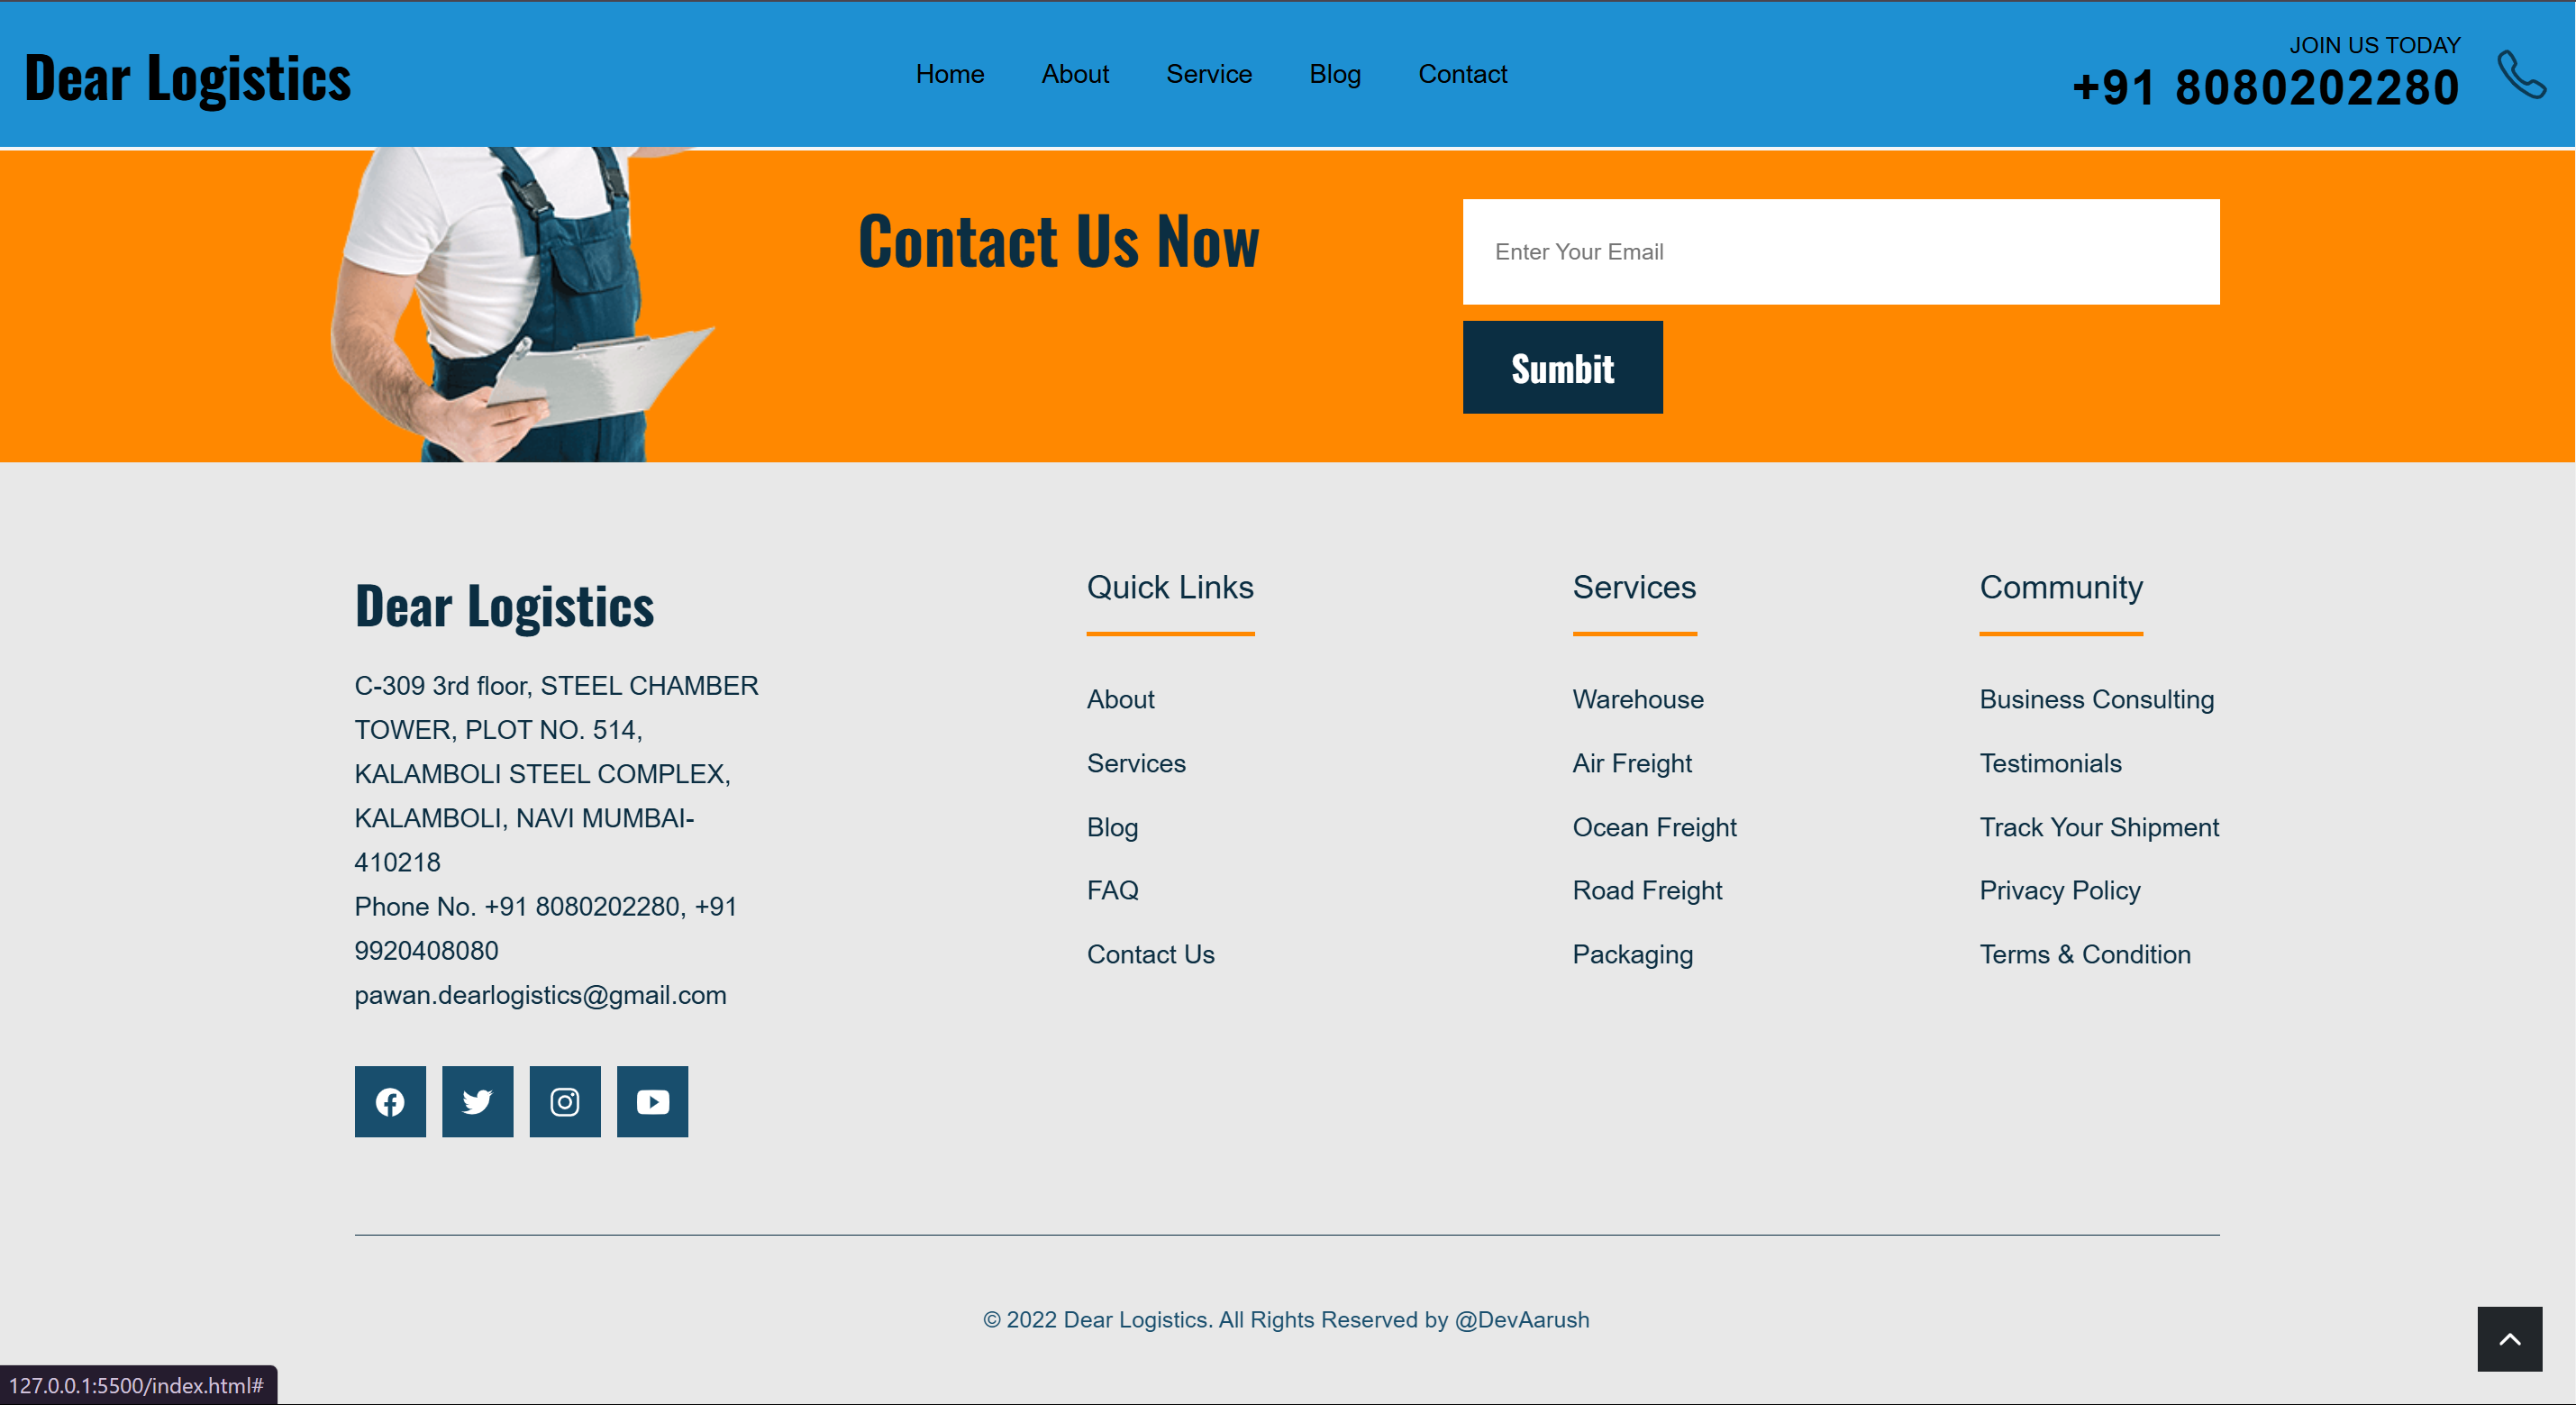 Dear Logistics
Home About Service Blog Contact
JOIN US TODAY
+91 8080202280
Contact Us Now
Enter Your Email
Sumbit
Dear Logistics
C-309 3rd floor, STEEL CHAMBER
TOWER, PLOT NO. 514,
KALAMBOLI STEEL COMPLEX,
KALAMBOLI, NAVI MUMBAI-
410218
Phone No. +91 8080202280, +91
9920408080
pawan.dearlogistics@gmail.com
Quick Links
About
Services
Blog
FAQ
Contact Us
Services
Warehouse
Air Freight
Ocean Freight
Road Freight
Packaging
Community
Business Consulting
Testimonials
Track Your Shipment
Privacy Policy
Terms & Condition
© 2022 Dear Logistics. All Rights Reserved by @DevAarush
127.0.0.1:5500/index.html#